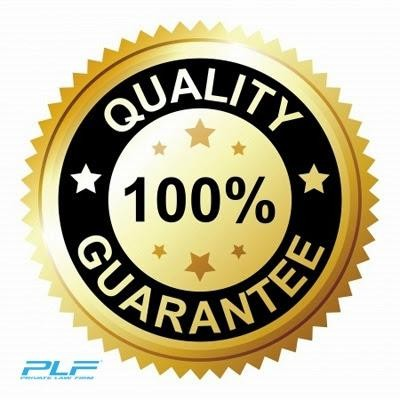 QUALITY
100%
GUARANTEE
PLF
PRIVATE LAW FIRM